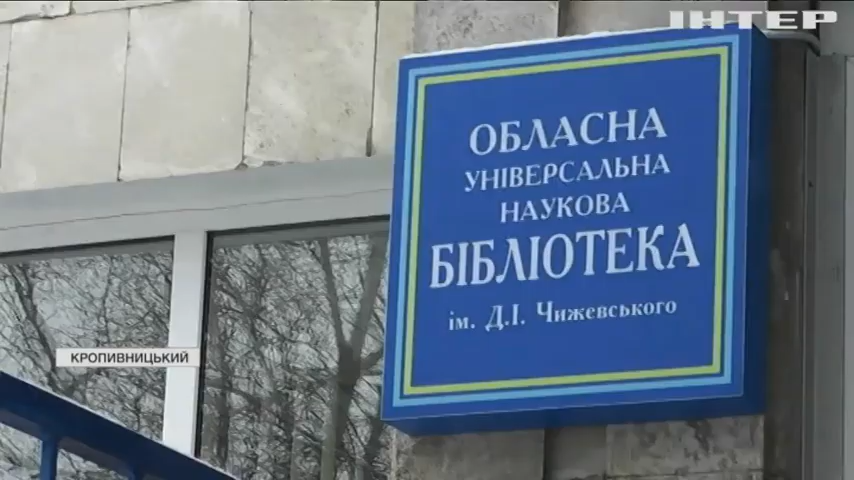 ІНТЕР
ОБЛАСНА
УНІВЕРСАЛЬНА
НАУКОВА
БІБЛІОТЕКА
ім. Д.І. Чижевського
КРОПИВНИЦЬКИЙ